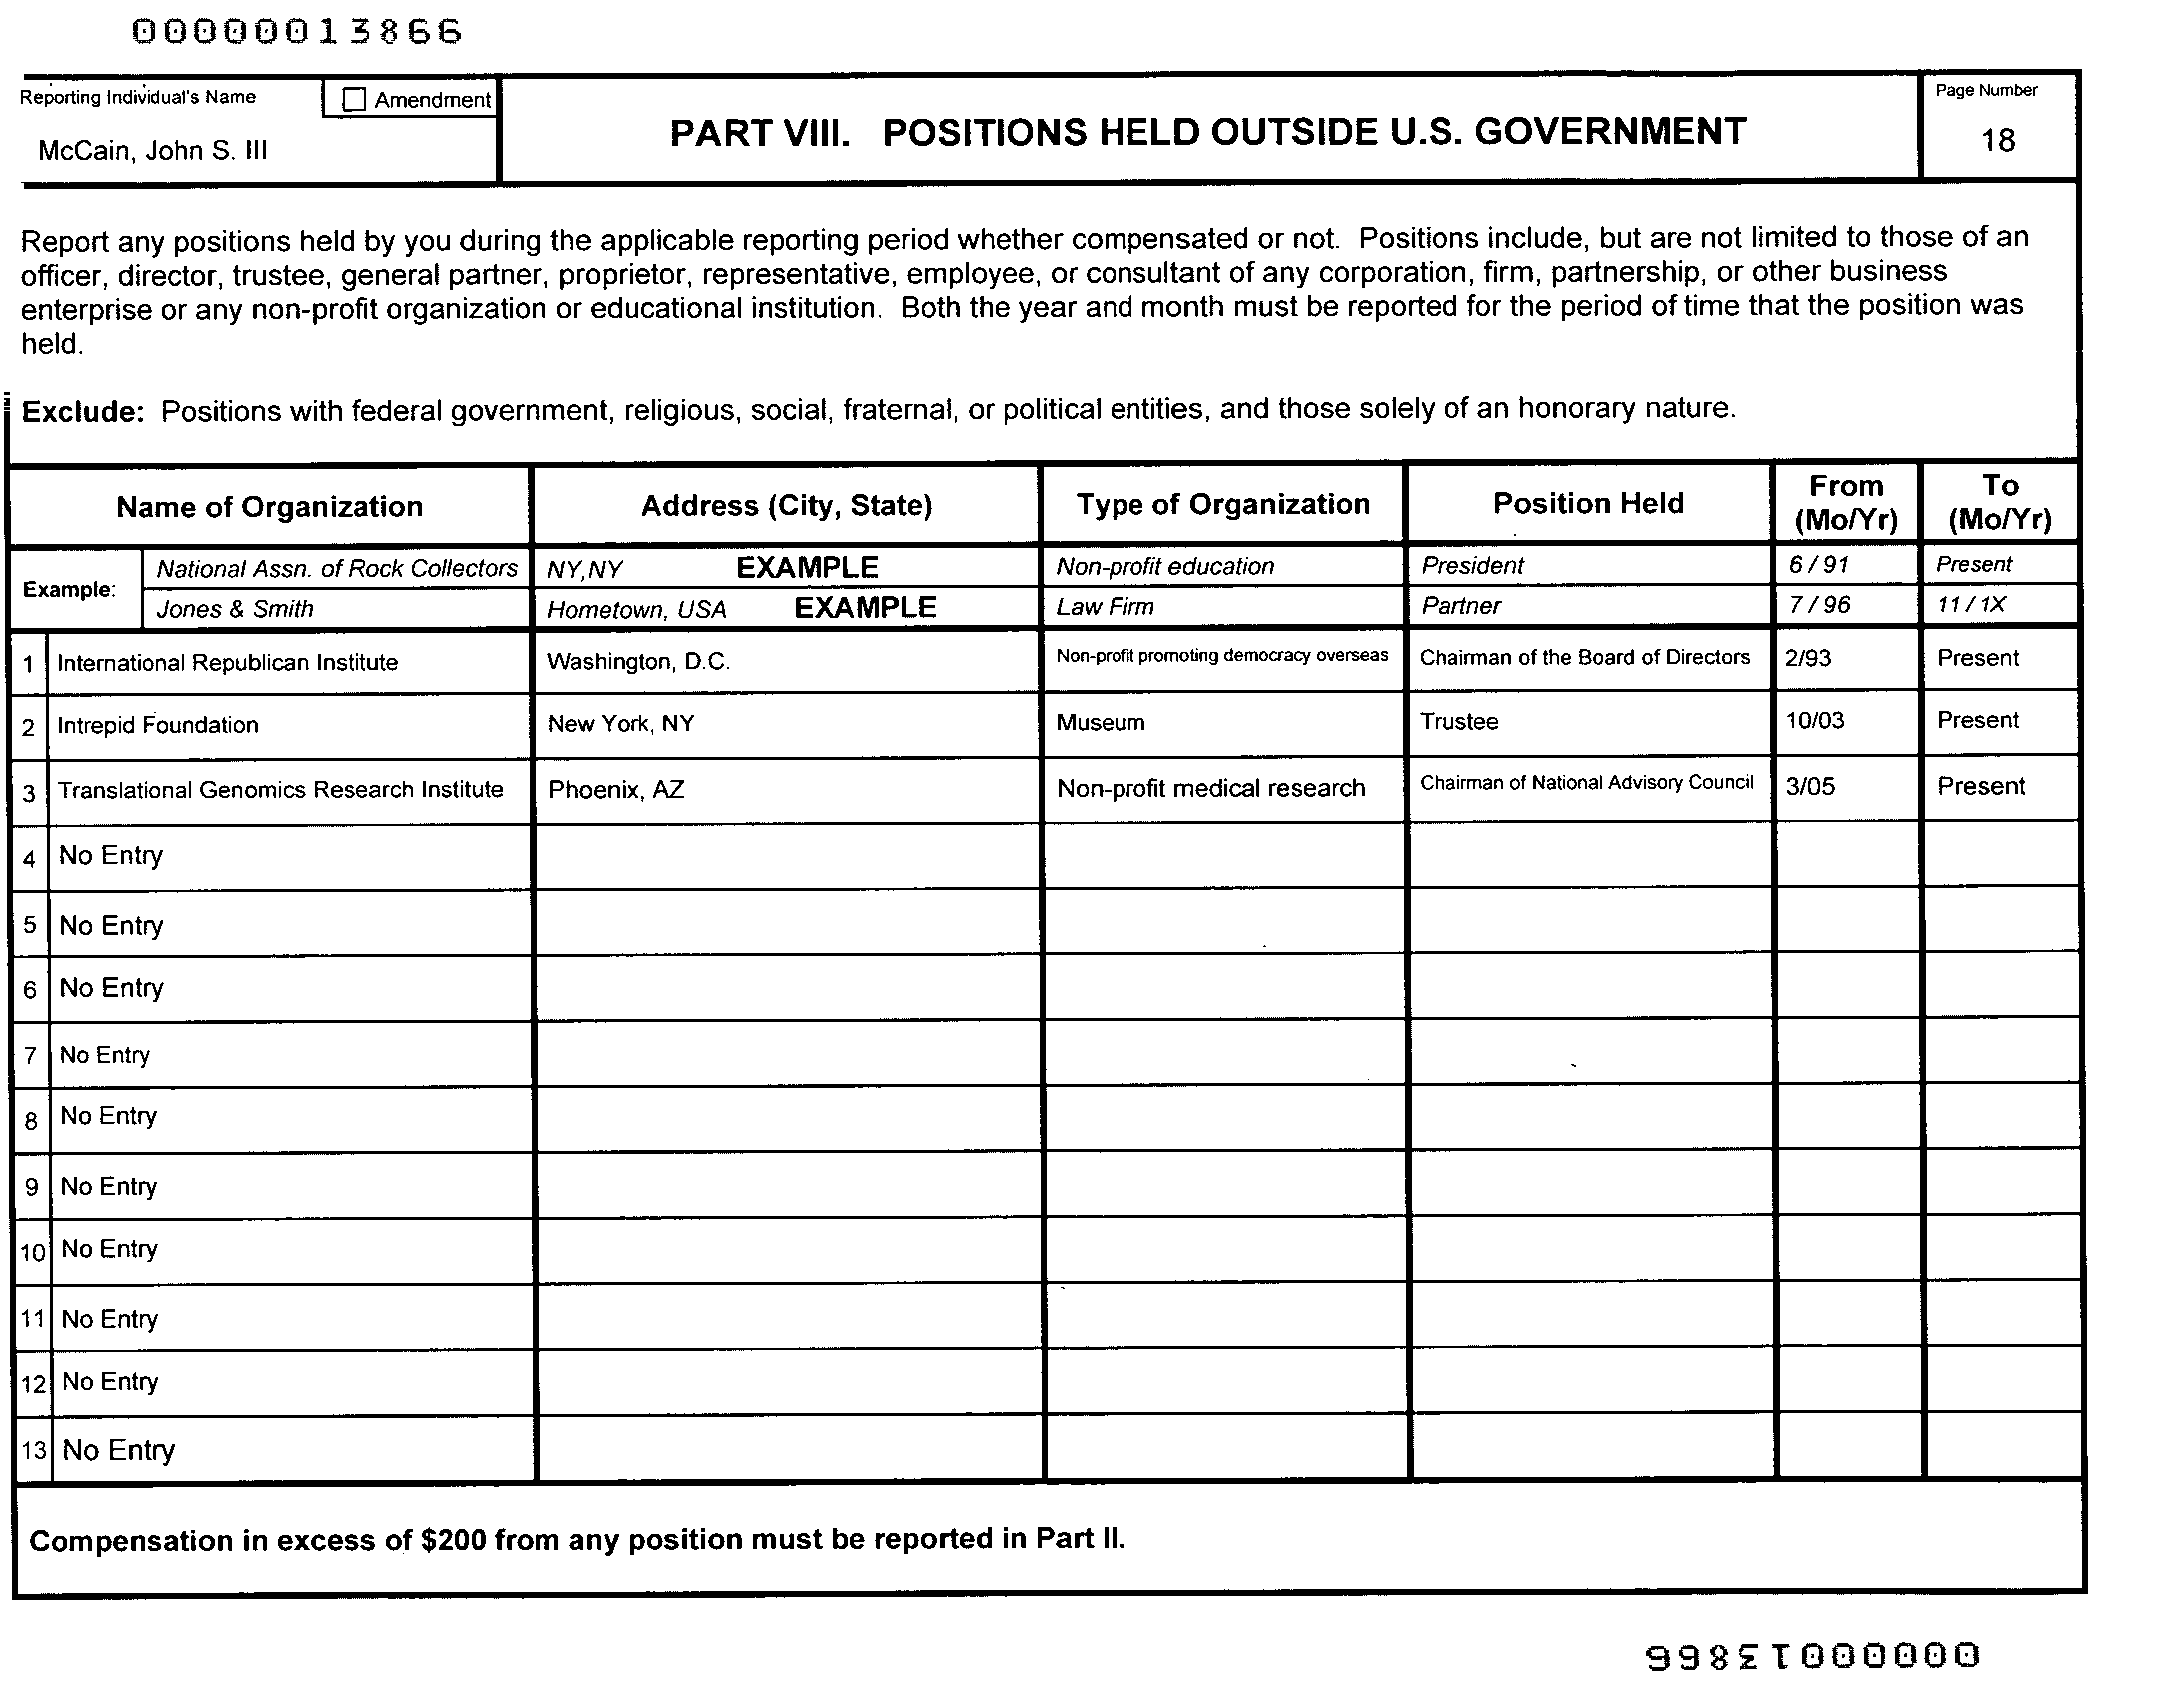 00000013866
Reporting Individual's Name
Amendment
McCain, John S. III
PART VIII. POSITIONS HELD OUTSIDE U.S. GOVERNMENT
Page Number
18
Report any positions held by you during the applicable reporting period whether compensated or not. Positions include, but are not limited to those of an
officer, director, trustee, general partner, proprietor, representative, employee, or consultant of any corporation, firm, partnership, or other business
enterprise or any non-profit organization or educational institution. Both the year and month must be reported for the period of time that the position was
held.
Exclude: Positions with federal government, religious, social, fraternal, or political entities, and those solely of an honorary nature.
Name of Organization Address (City, State) Type of Organization Position Held From (Mo/Yr) To (Mo/Yr)
Example: National Assn. of Rock Collectors NY,NY EXAMPLE Non-profit education President 6 / 91 Present
Jones & Smith Hometown, USA EXAMPLE Law Firm Partner 7 / 96 11 / 1X
1 International Republican Institute Washington, D.C. Non-profit promoting democracy overseas Chairman of the Board of Directors 2/93 Present
2 Intrepid Foundation New York, NY Museum Trustee 10/03 Present
3 Translational Genomics Research Institute Phoenix, AZ Non-profit medical research Chairman of National Advisory Council 3/05 Present
4 No Entry
5 No Entry
6 No Entry
7 No Entry
8 No Entry
9 No Entry
10 No Entry
11 No Entry
12 No Entry
13 No Entry
Compensation in excess of $200 from any position must be reported in Part II.
00000013866